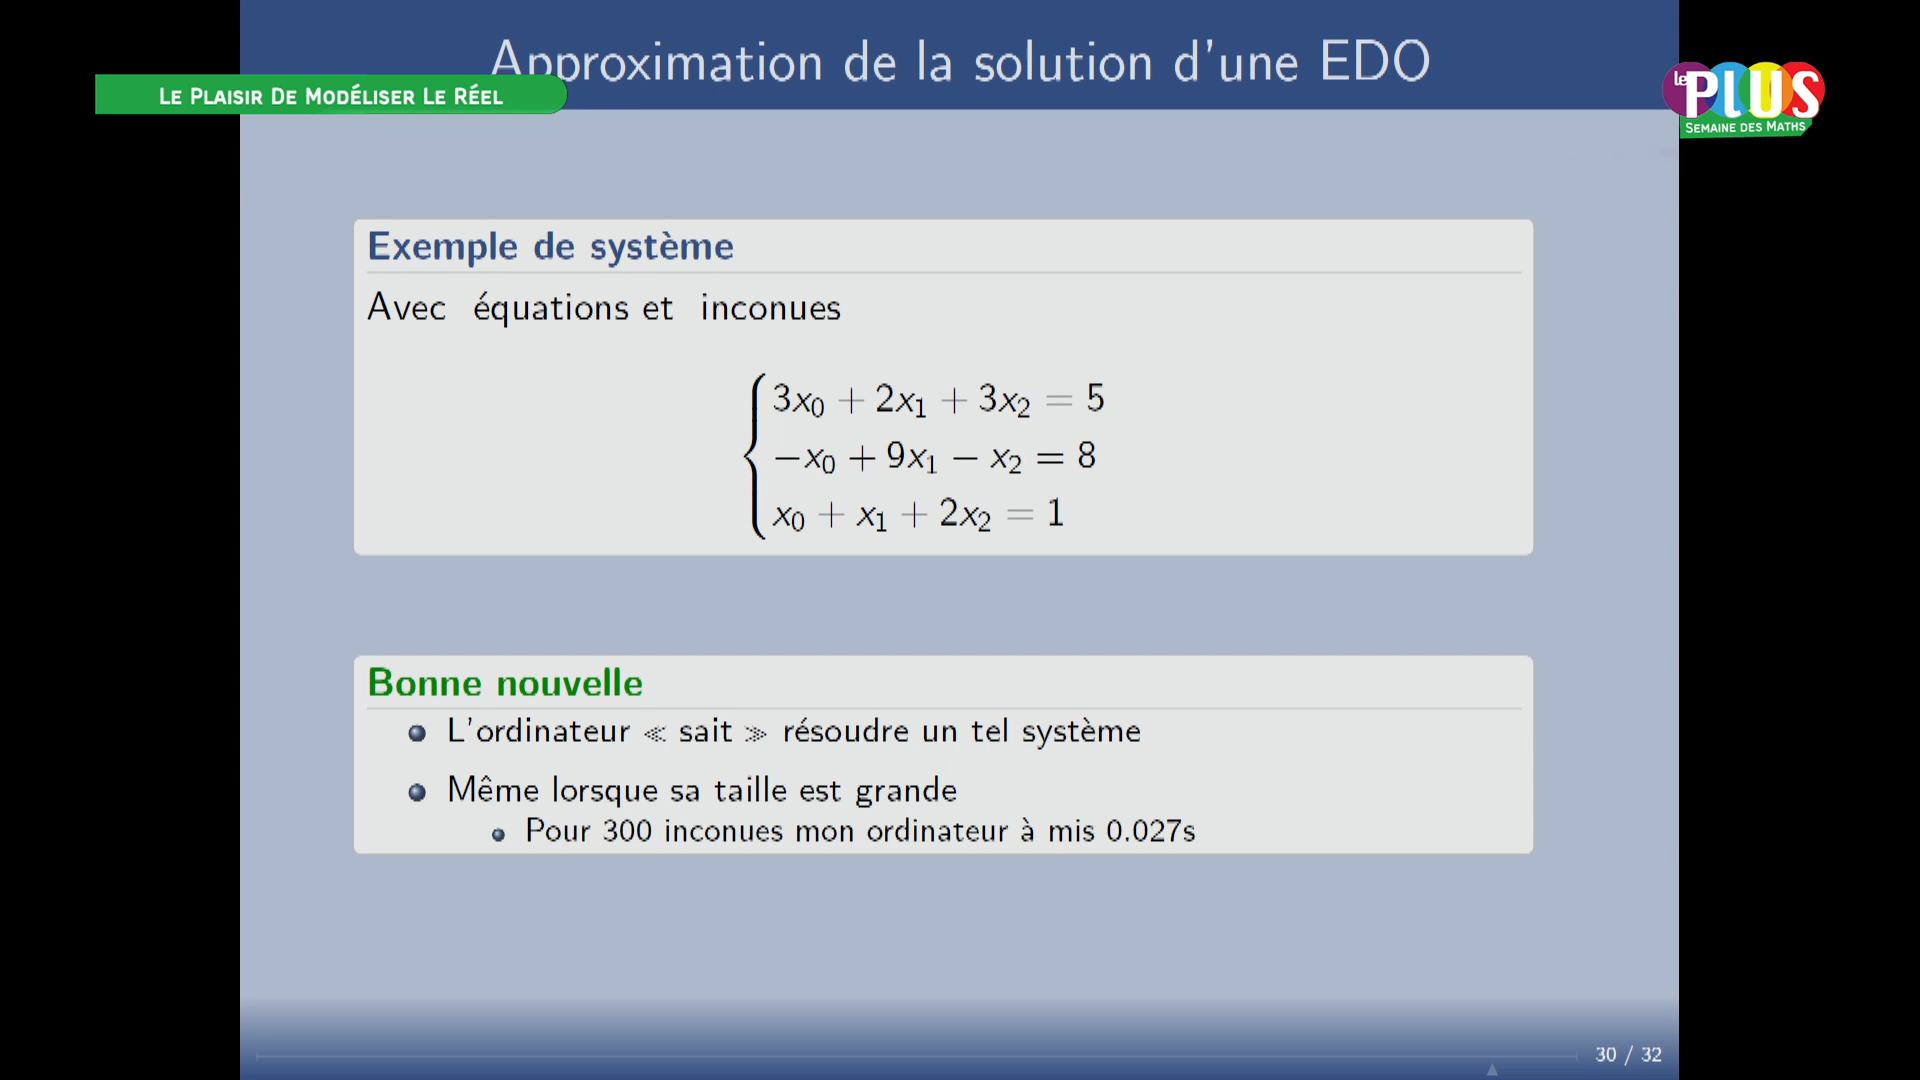 Approximation de la solution d'une EDO
LE PLAISIR DE MODÉLISER LE RÉEL
le PLUS
SEMAINE DES MATHS
Exemple de système
Avec équations et inconues
3x₀ + 2x₁ + 3x₂ = 5
−x₀ + 9x₁ − x₂ = 8
x₀ + x₁ + 2x₂ = 1
Bonne nouvelle
L'ordinateur ≪ sait ≫ résoudre un tel système
Même lorsque sa taille est grande
Pour 300 inconues mon ordinateur à mis 0.027s
30 / 32